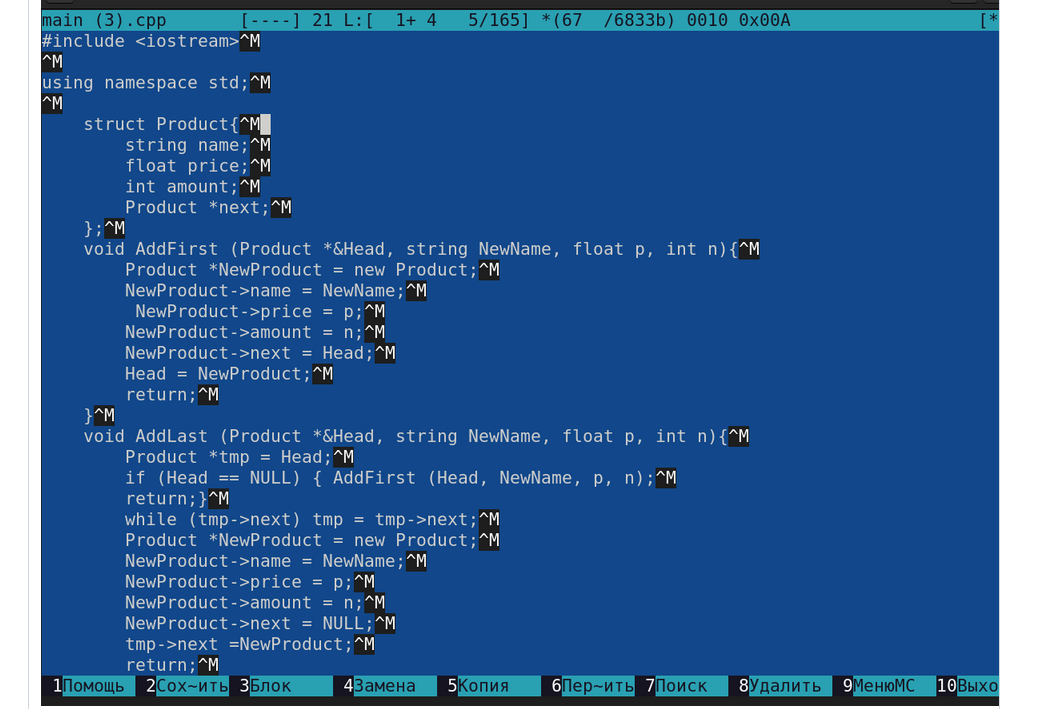 main (3).cpp       [----] 21 L:[  1+ 4   5/165] *(67  /6833b) 0010 0x00A                  [*
#include <iostream>^M
^M
using namespace std;^M
^M
    struct Product{^M
        string name;^M
        float price;^M
        int amount;^M
        Product *next;^M
    };^M
    void AddFirst (Product *&Head, string NewName, float p, int n){^M
        Product *NewProduct = new Product;^M
        NewProduct->name = NewName;^M
         NewProduct->price = p;^M
        NewProduct->amount = n;^M
        NewProduct->next = Head;^M
        Head = NewProduct;^M
        return;^M
    }^M
    void AddLast (Product *&Head, string NewName, float p, int n){^M
        Product *tmp = Head;^M
        if (Head == NULL) { AddFirst (Head, NewName, p, n);^M
        return;}^M
        while (tmp->next) tmp = tmp->next;^M
        Product *NewProduct = new Product;^M
        NewProduct->name = NewName;^M
        NewProduct->price = p;^M
        NewProduct->amount = n;^M
        NewProduct->next = NULL;^M
        tmp->next =NewProduct;^M
        return;^M
 1Помощь  2Сох~ить 3Блок     4Замена   5Копия    6Пер~ить 7Поиск   8Удалить  9МенюМС  10Выхо